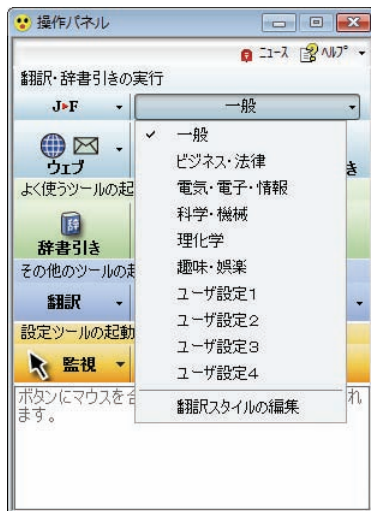 操作パネル
ニュース ヘルプ
翻訳・辞書引きの実行
J▸F 一般
✓ 一般
ビジネス・法律
電気・電子・情報
科学・機械
理化学
趣味・娯楽
ユーザ設定1
ユーザ設定2
ユーザ設定3
ユーザ設定4
翻訳スタイルの編集
ウェブ き
よく使うツールの起
辞
辞書引き
その他のツールの起
翻訳
設定ツールの起動
監視
ボタンにマウスを合 れ
ます。